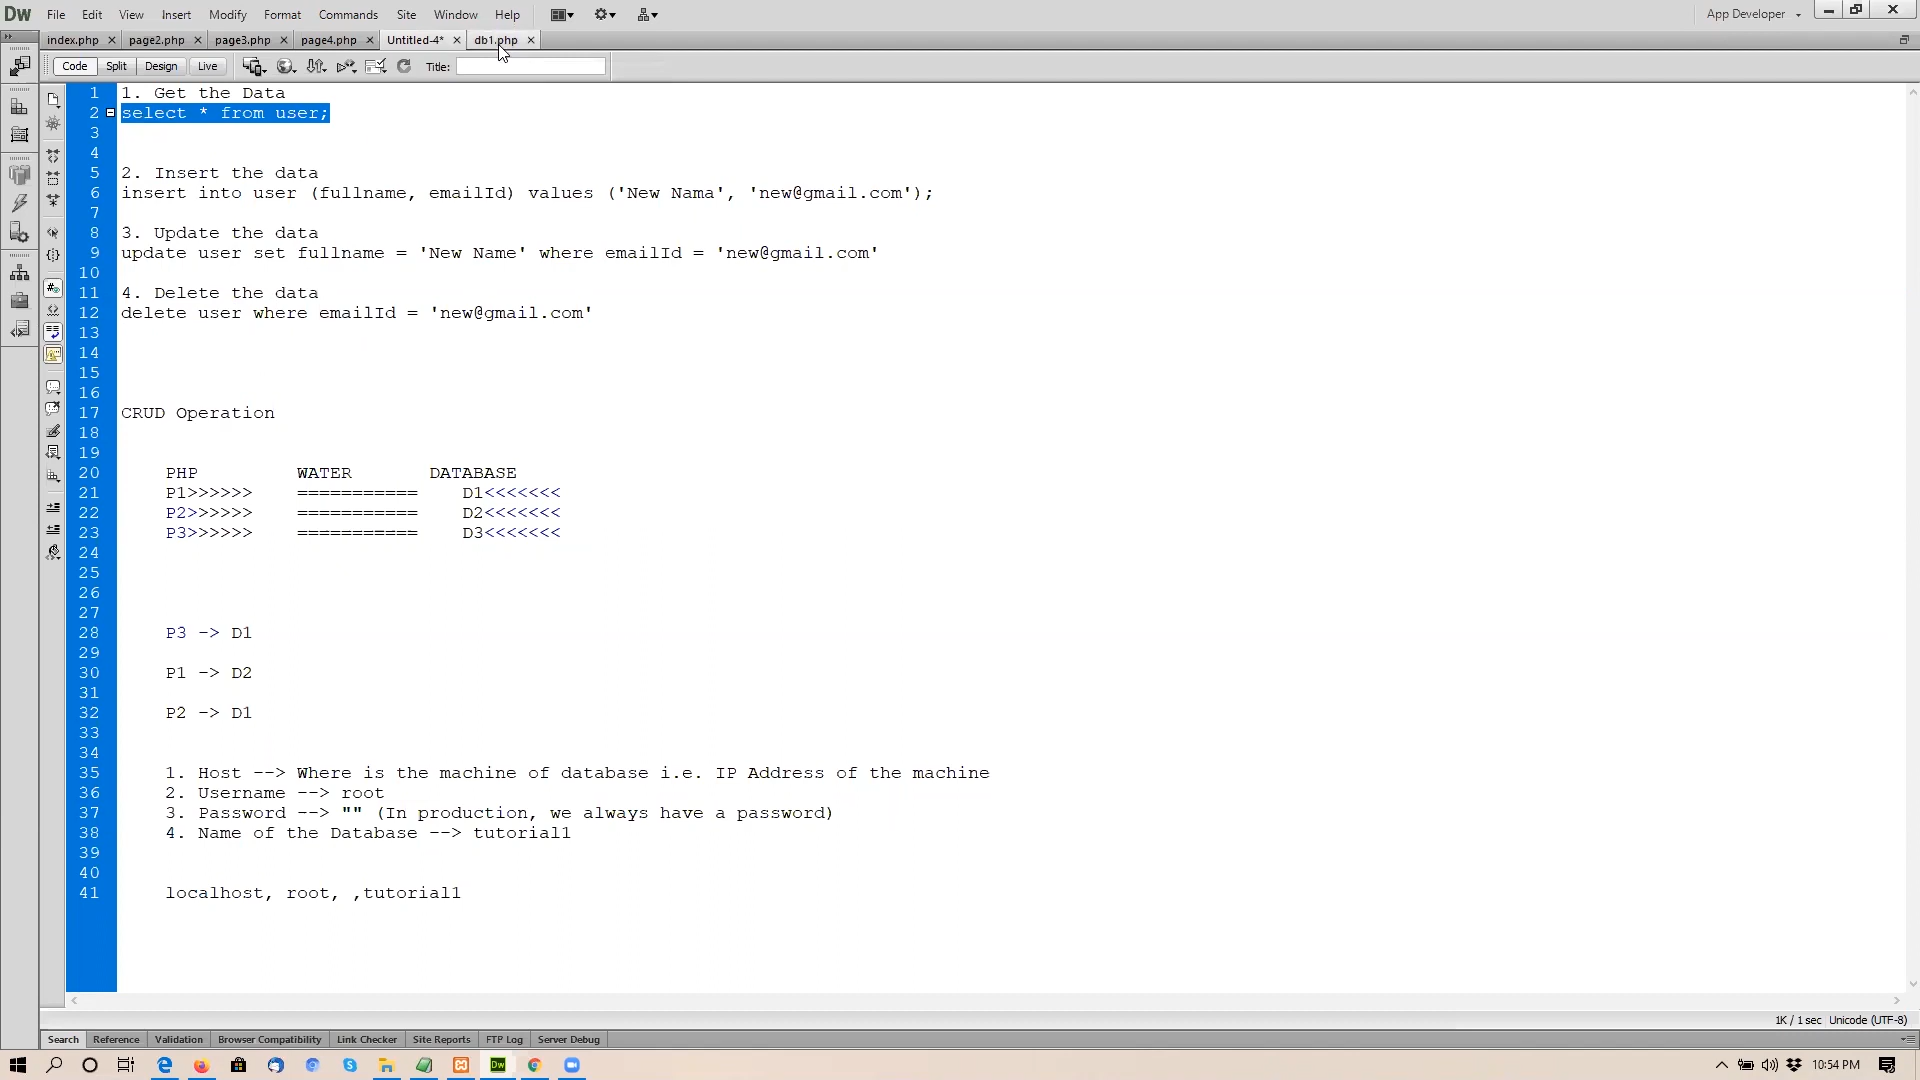 Dw File Edit View Insert Modify Format Commands Site Window Help App Developer
index.php page2.php page3.php page4.php Untitled-4* db1.php
Code Split Design Live Title:
1 1. Get the Data
2 select * from user;
3
4
5 2. Insert the data
6 insert into user (fullname, emailId) values ('New Nama', 'new@gmail.com');
7
8 3. Update the data
9 update user set fullname = 'New Name' where emailId = 'new@gmail.com'
10
11 4. Delete the data
12 delete user where emailId = 'new@gmail.com'
13
14
15
16
17 CRUD Operation
18
19
20 PHP WATER DATABASE
21 P1>>>>>> =========== D1<<<<<<<
22 P2>>>>>> =========== D2<<<<<<<
23 P3>>>>>> =========== D3<<<<<<<
24
25
26
27
28 P3 -> D1
29
30 P1 -> D2
31
32 P2 -> D1
33
34
35 1. Host --> Where is the machine of database i.e. IP Address of the machine
36 2. Username --> root
37 3. Password --> "" (In production, we always have a password)
38 4. Name of the Database --> tutorial1
39
40
41 localhost, root, ,tutorial1
1K / 1 sec Unicode (UTF-8)
Search Reference Validation Browser Compatibility Link Checker Site Reports FTP Log Server Debug
Dw 10:54 PM